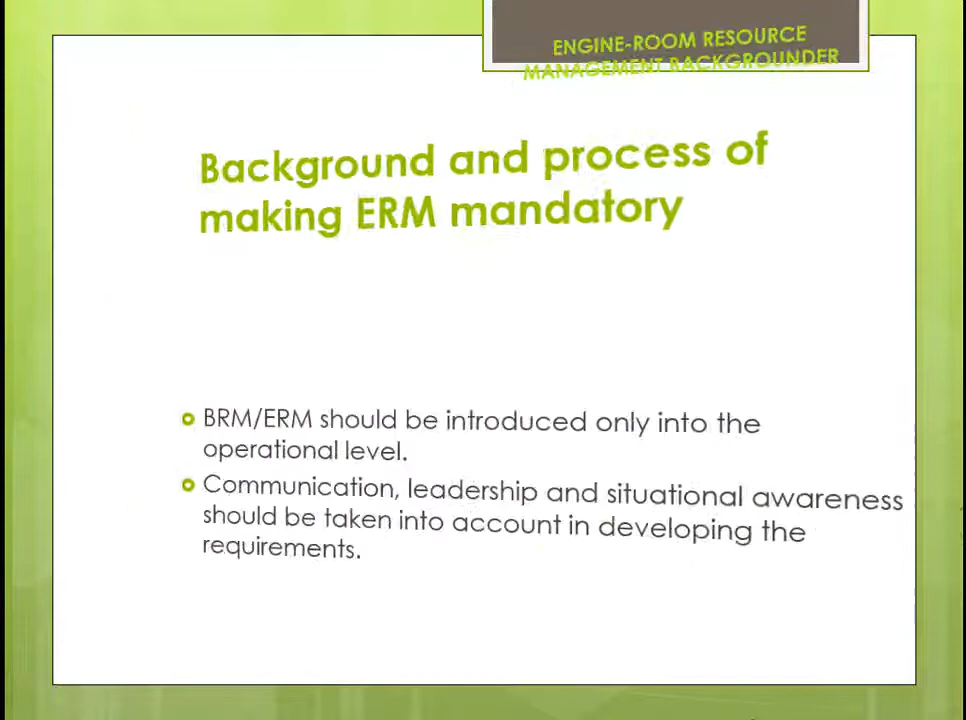 ENGINE-ROOM RESOURCE
MANAGEMENT BACKGROUNDER
Background and process of
making ERM mandatory
BRM/ERM should be introduced only into the
operational level.
Communication, leadership and situational awareness
should be taken into account in developing the
requirements.